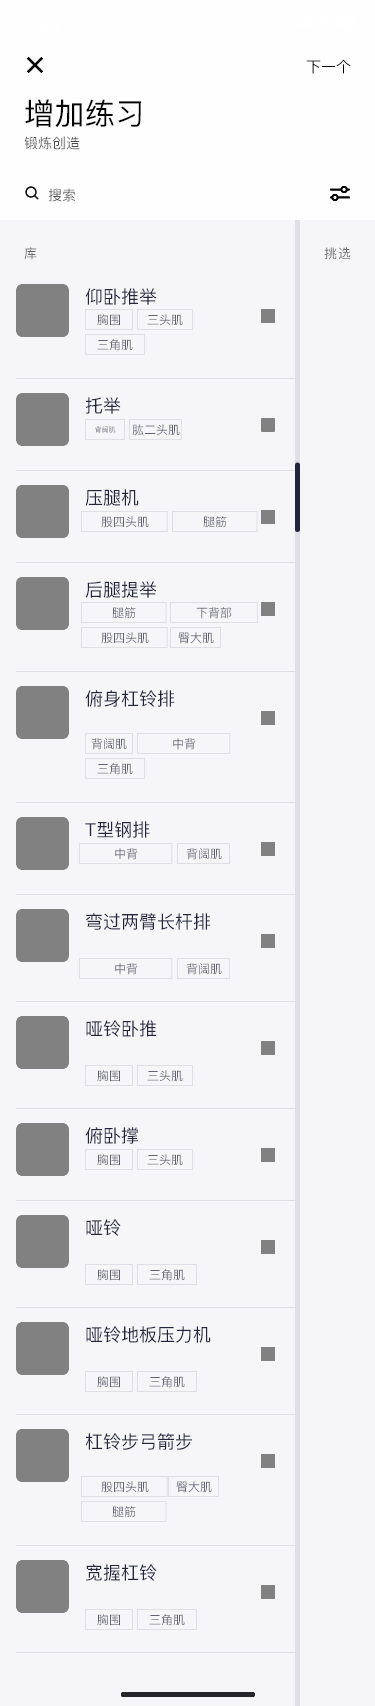 下一个
增加练习
锻炼创造
搜索
库
挑选
仰卧推举
胸围 三头肌
三角肌
托举
背阔肌 肱二头肌
压腿机
股四头肌 腿筋
后腿提举
腿筋 下背部
股四头肌 臀大肌
俯身杠铃排
背阔肌 中背
三角肌
T型钢排
中背 背阔肌
弯过两臂长杆排
中背 背阔肌
哑铃卧推
胸围 三头肌
俯卧撑
胸围 三头肌
哑铃
胸围 三角肌
哑铃地板压力机
胸围 三角肌
杠铃步弓箭步
股四头肌 臀大肌
腿筋
宽握杠铃
胸围 三角肌